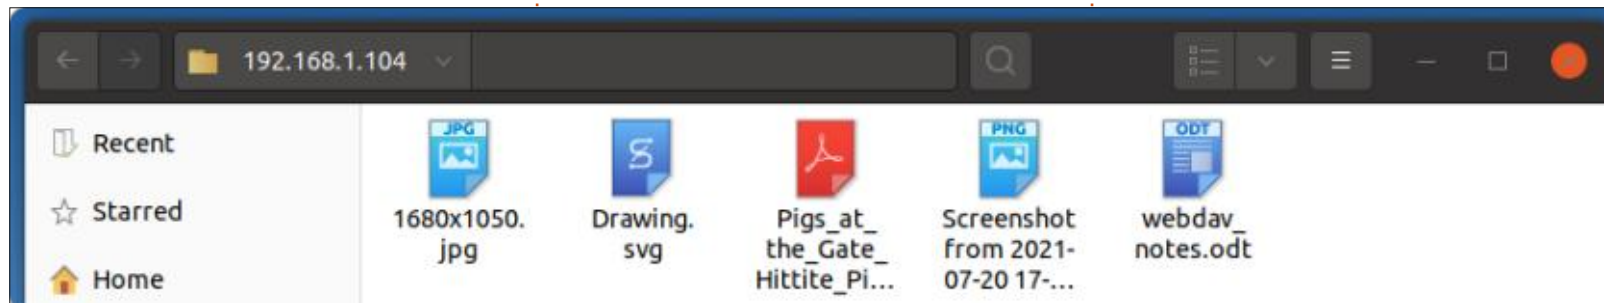 192.168.1.104
Recent
Starred
Home
JPG
1680x1050.
jpg
Drawing.
svg
Pigs_at_
the_Gate_
Hittite_Pi...
PNG
Screenshot
from 2021-
07-20 17-...
ODT
webdav_
notes.odt